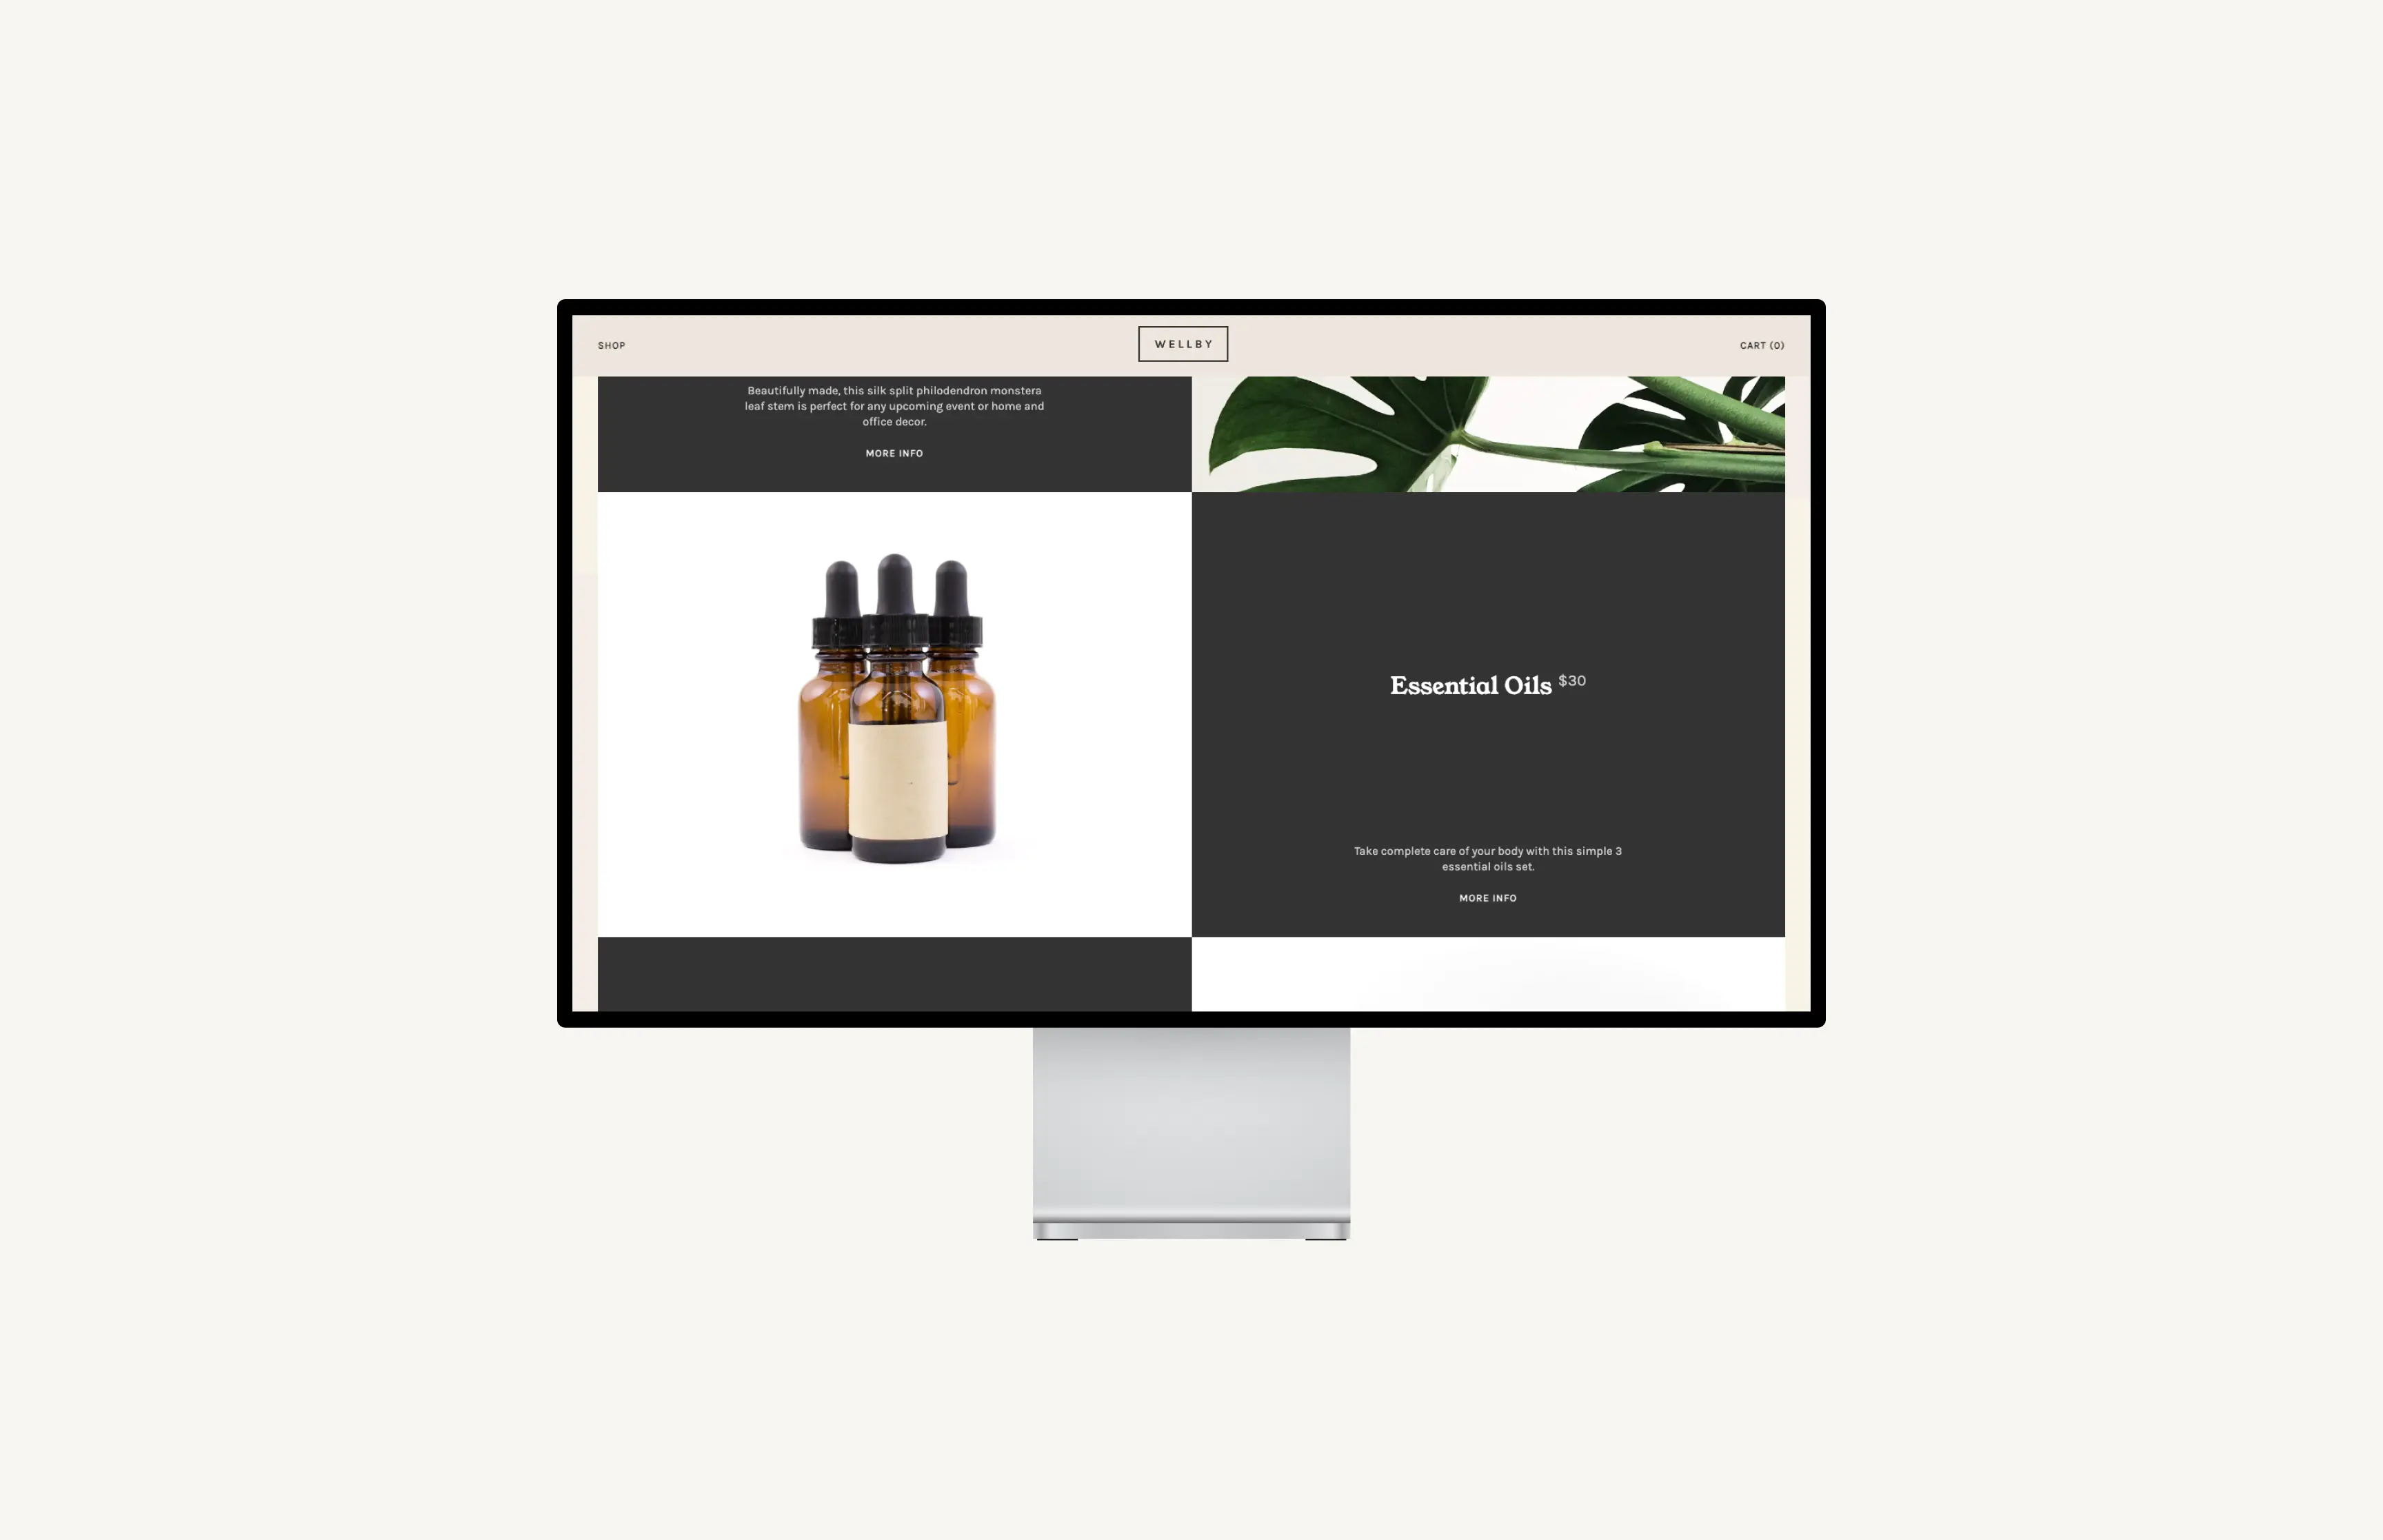 SHOP
WELLBY
CART (0)
Beautifully made, this silk split philodendron monstera
leaf stem is perfect for any upcoming event or home and
office decor.
MORE INFO
Essential Oils $30
Take complete care of your body with this simple 3
essential oils set.
MORE INFO